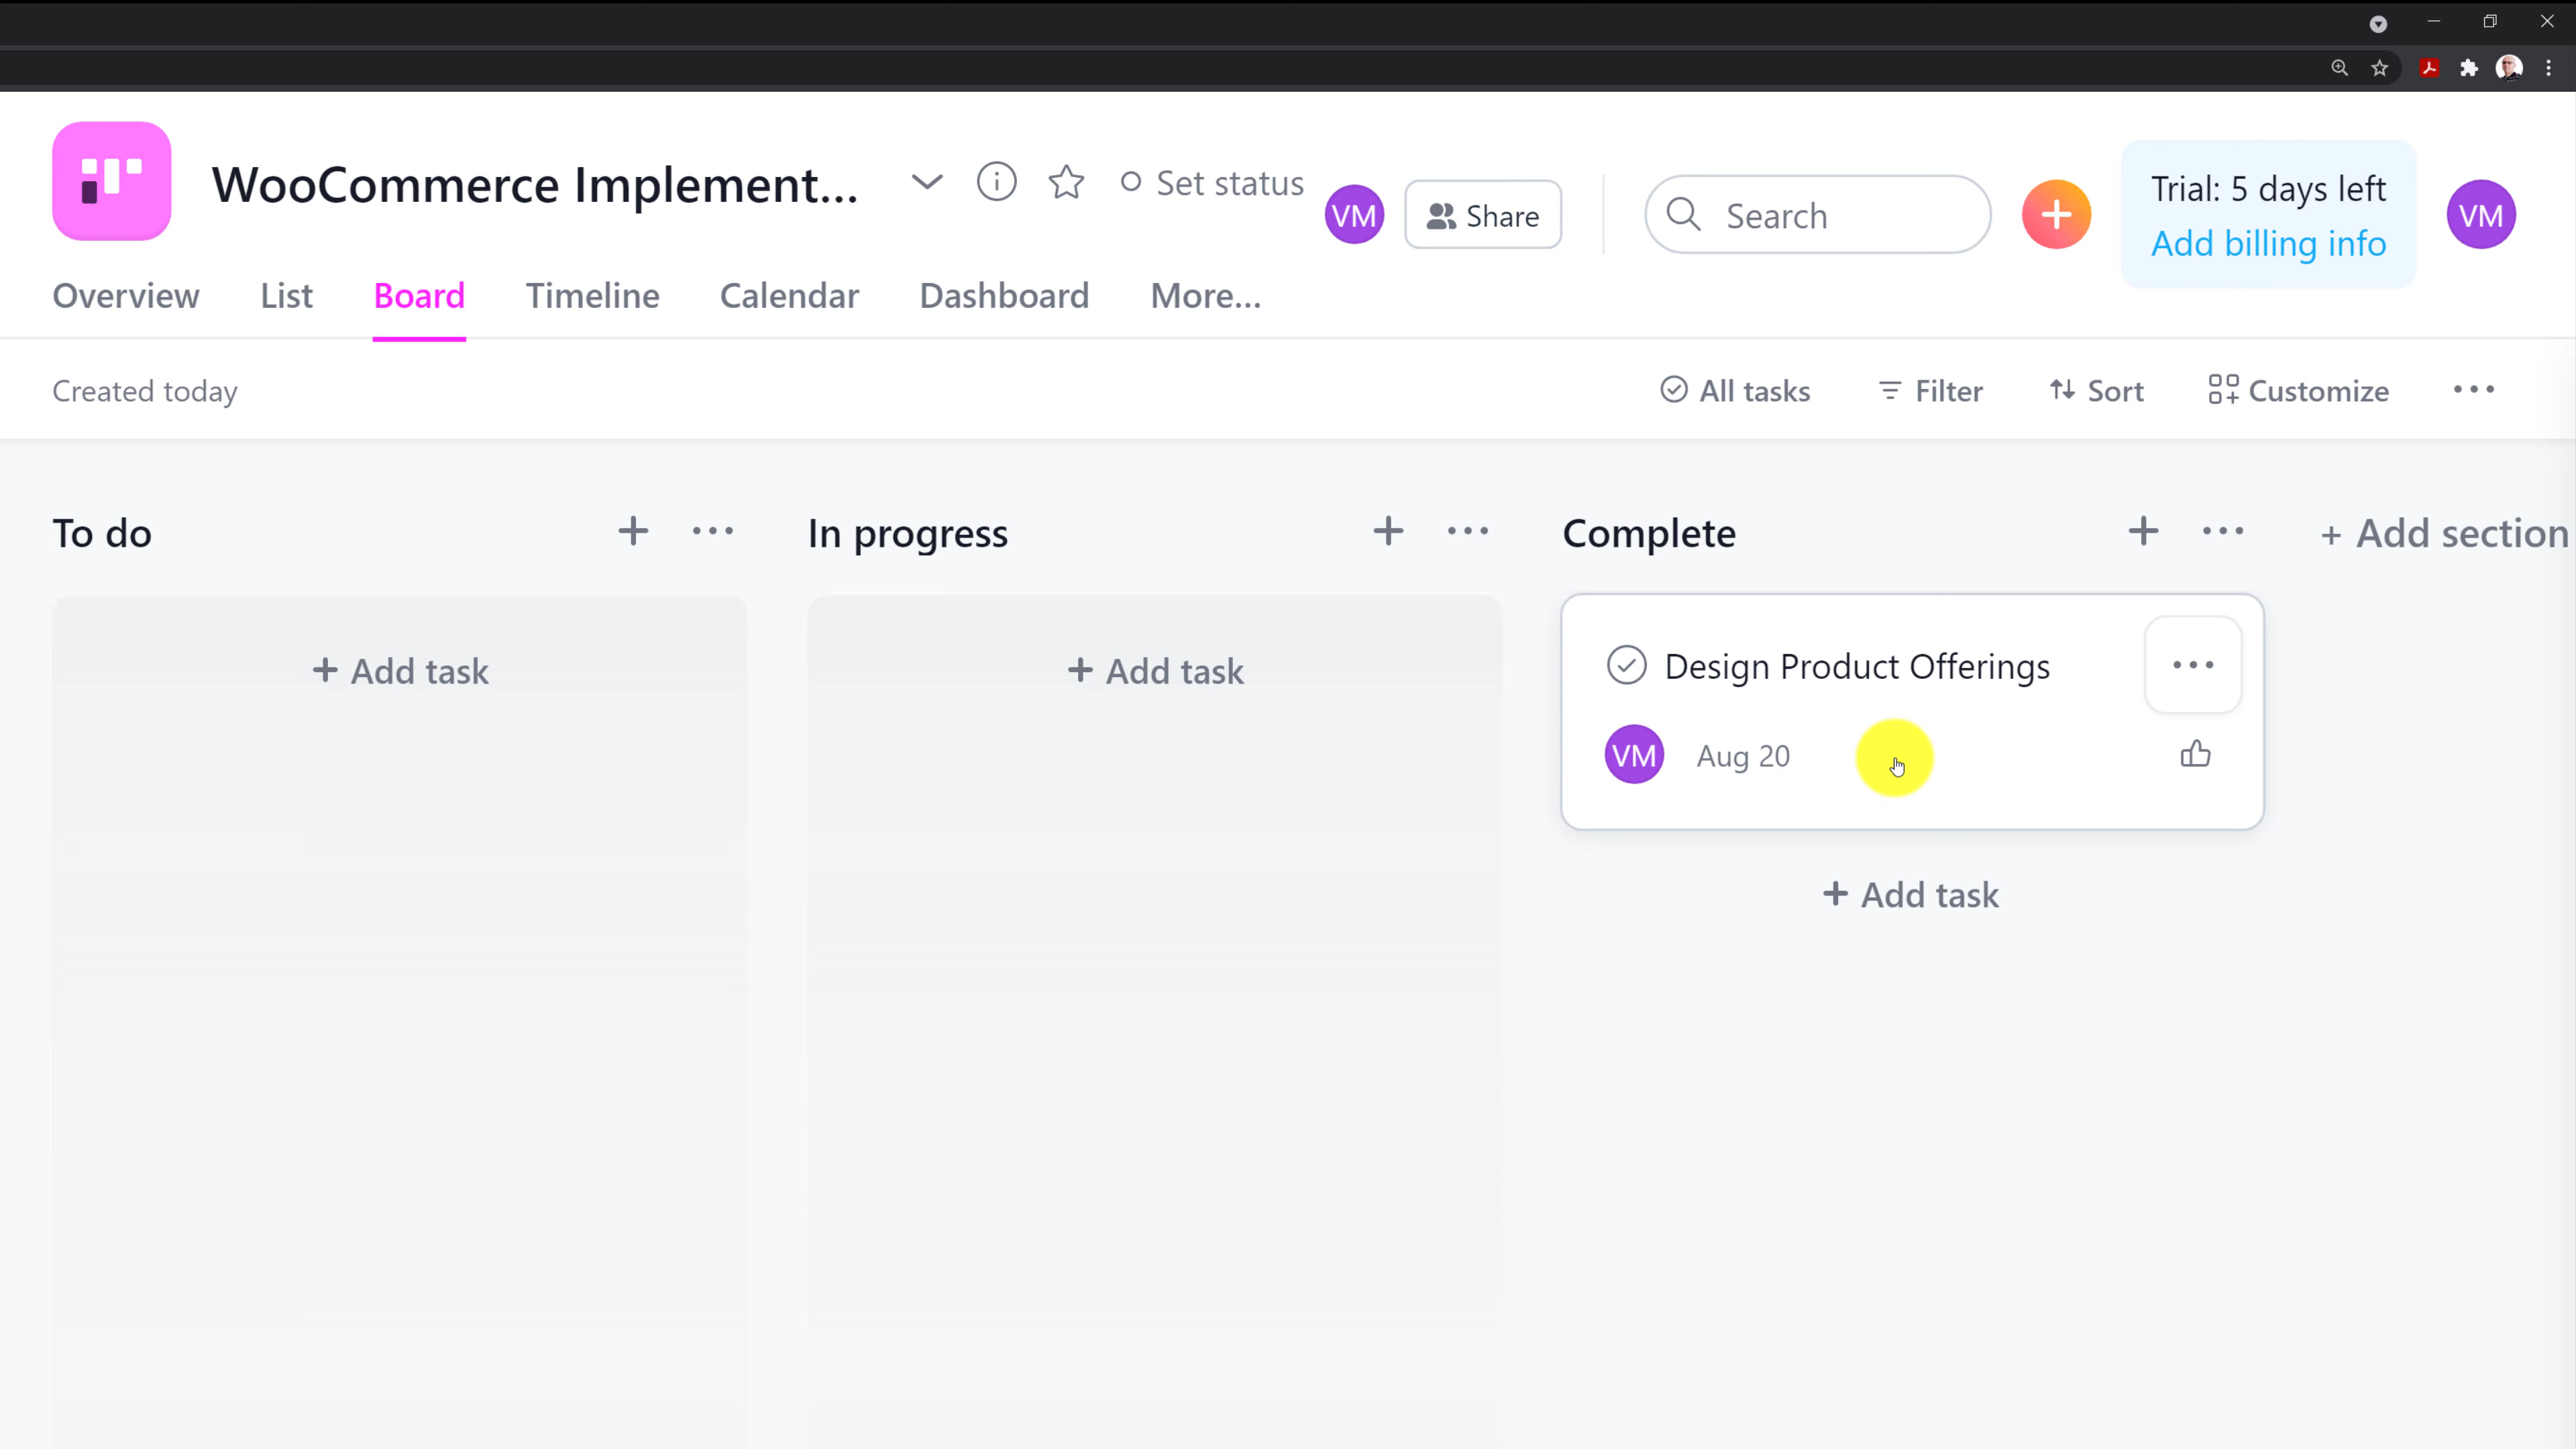 WooCommerce Implement...
Set status
VM
Share
Search
Trial: 5 days left
Add billing info
VM
Overview
List
Board
Timeline
Calendar
Dashboard
More...
Created today
All tasks
Filter
Sort
Customize
To do
In progress
Complete
+ Add section
+ Add task
+ Add task
Design Product Offerings
VM
Aug 20
+ Add task